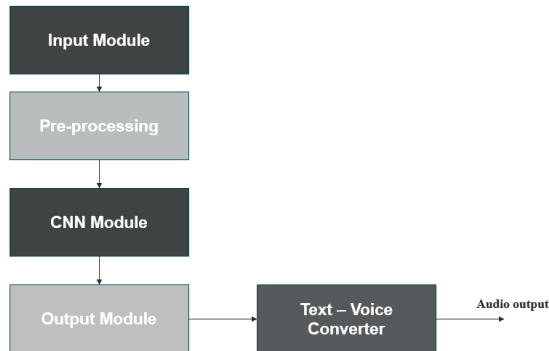 Input Module
Pre-processing
CNN Module
Output Module
Text – Voice
Converter
Audio output